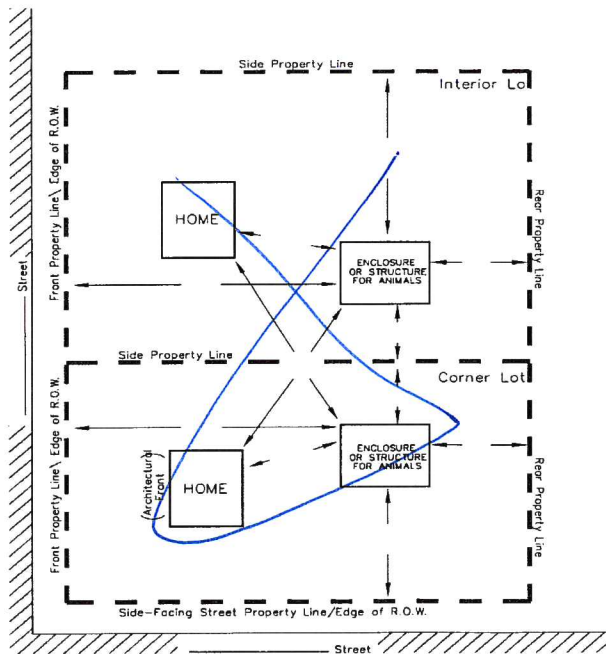 Side Property Line
Interior Lo
Front Property Line\ Edge of R.O.W.
HOME
ENCLOSURE
OR STRUCTURE
FOR ANIMALS
Rear Property Line
Street
Side Property Line
Corner Lot
Front Property Line\ Edge of R.O.W.
(Architectural
Front)
HOME
ENCLOSURE
OR STRUCTURE
FOR ANIMALS
Rear Property Line
Side-Facing Street Property Line/Edge of R.O.W.
Street